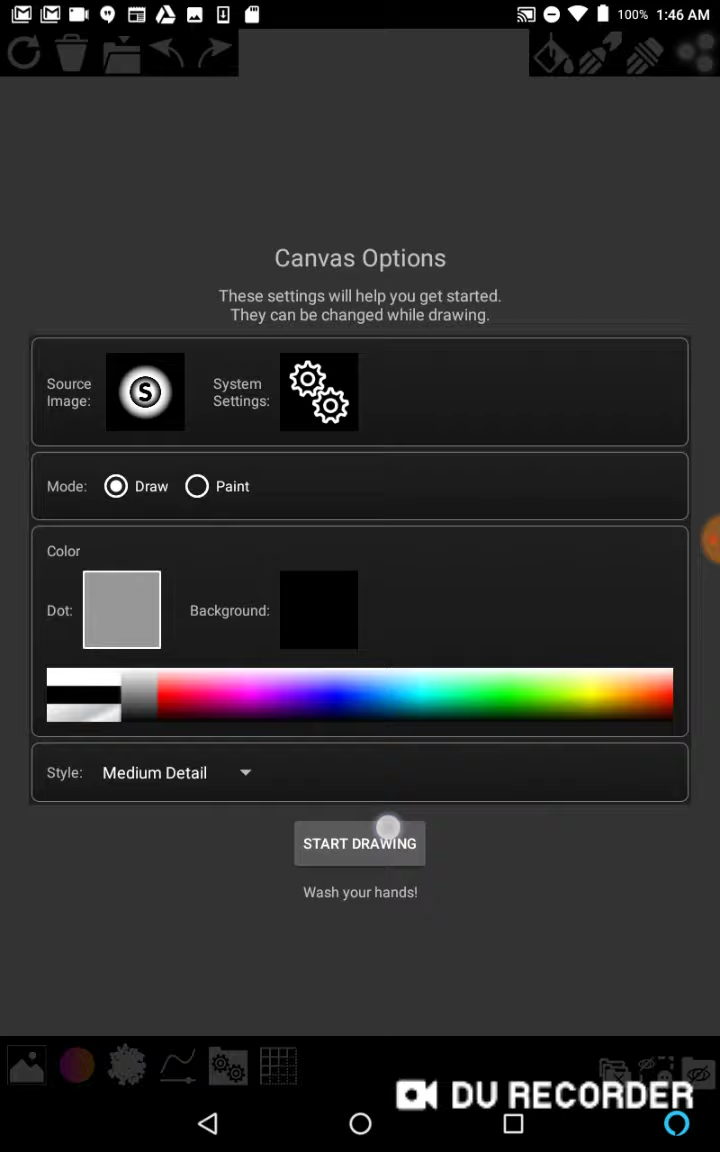 100% 1:46 AM
Canvas Options
These settings will help you get started.
They can be changed while drawing.
Source
Image:
S
System
Settings:
Mode: Draw Paint
Color
Dot: Background:
Style: Medium Detail
START DRAWING
Wash your hands!
DU RECORDER